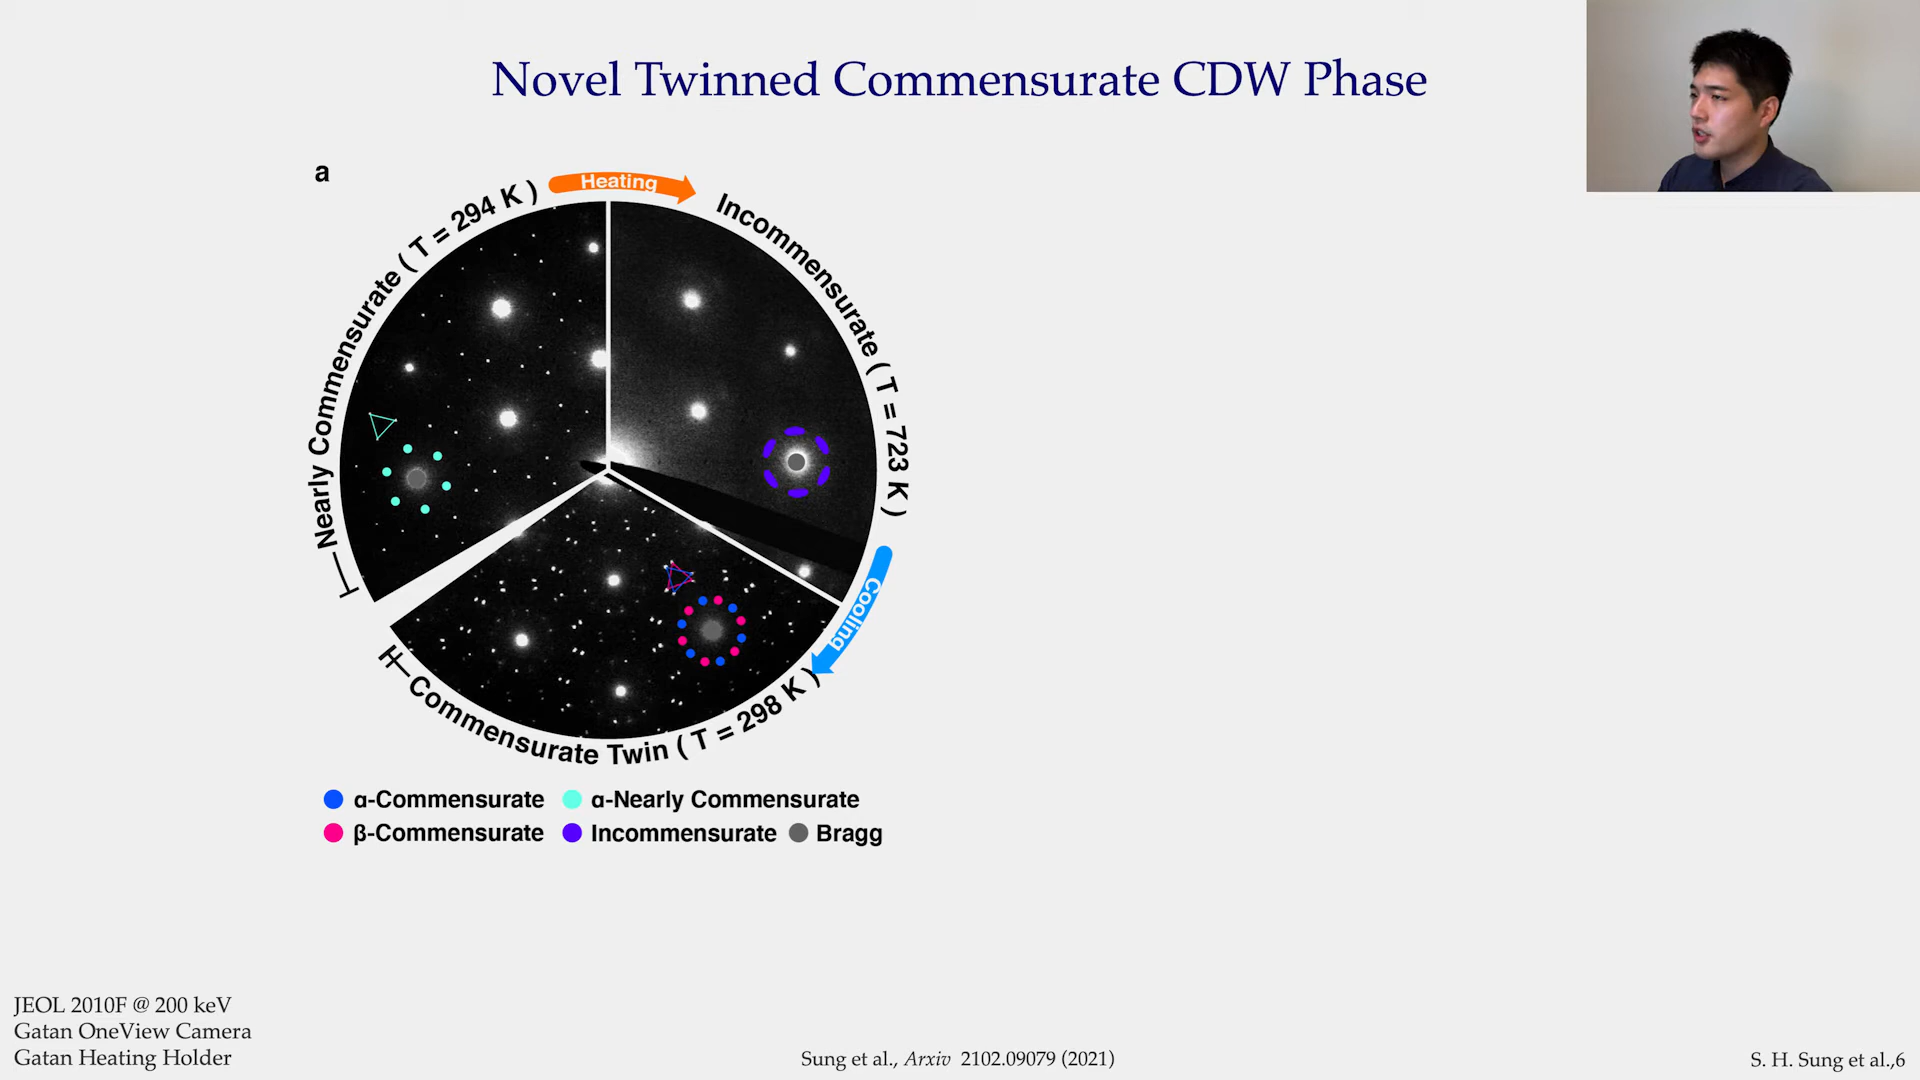 Novel Twinned Commensurate CDW Phase
a
Heating
Nearly Commensurate ( T = 294 K )
Incommensurate ( T = 723 K )
Cooling
Commensurate Twin ( T = 298 K )
α-Commensurate
α-Nearly Commensurate
β-Commensurate
Incommensurate
Bragg
JEOL 2010F @ 200 keV
Gatan OneView Camera
Gatan Heating Holder
Sung et al., Arxiv 2102.09079 (2021)
S. H. Sung et al.,6